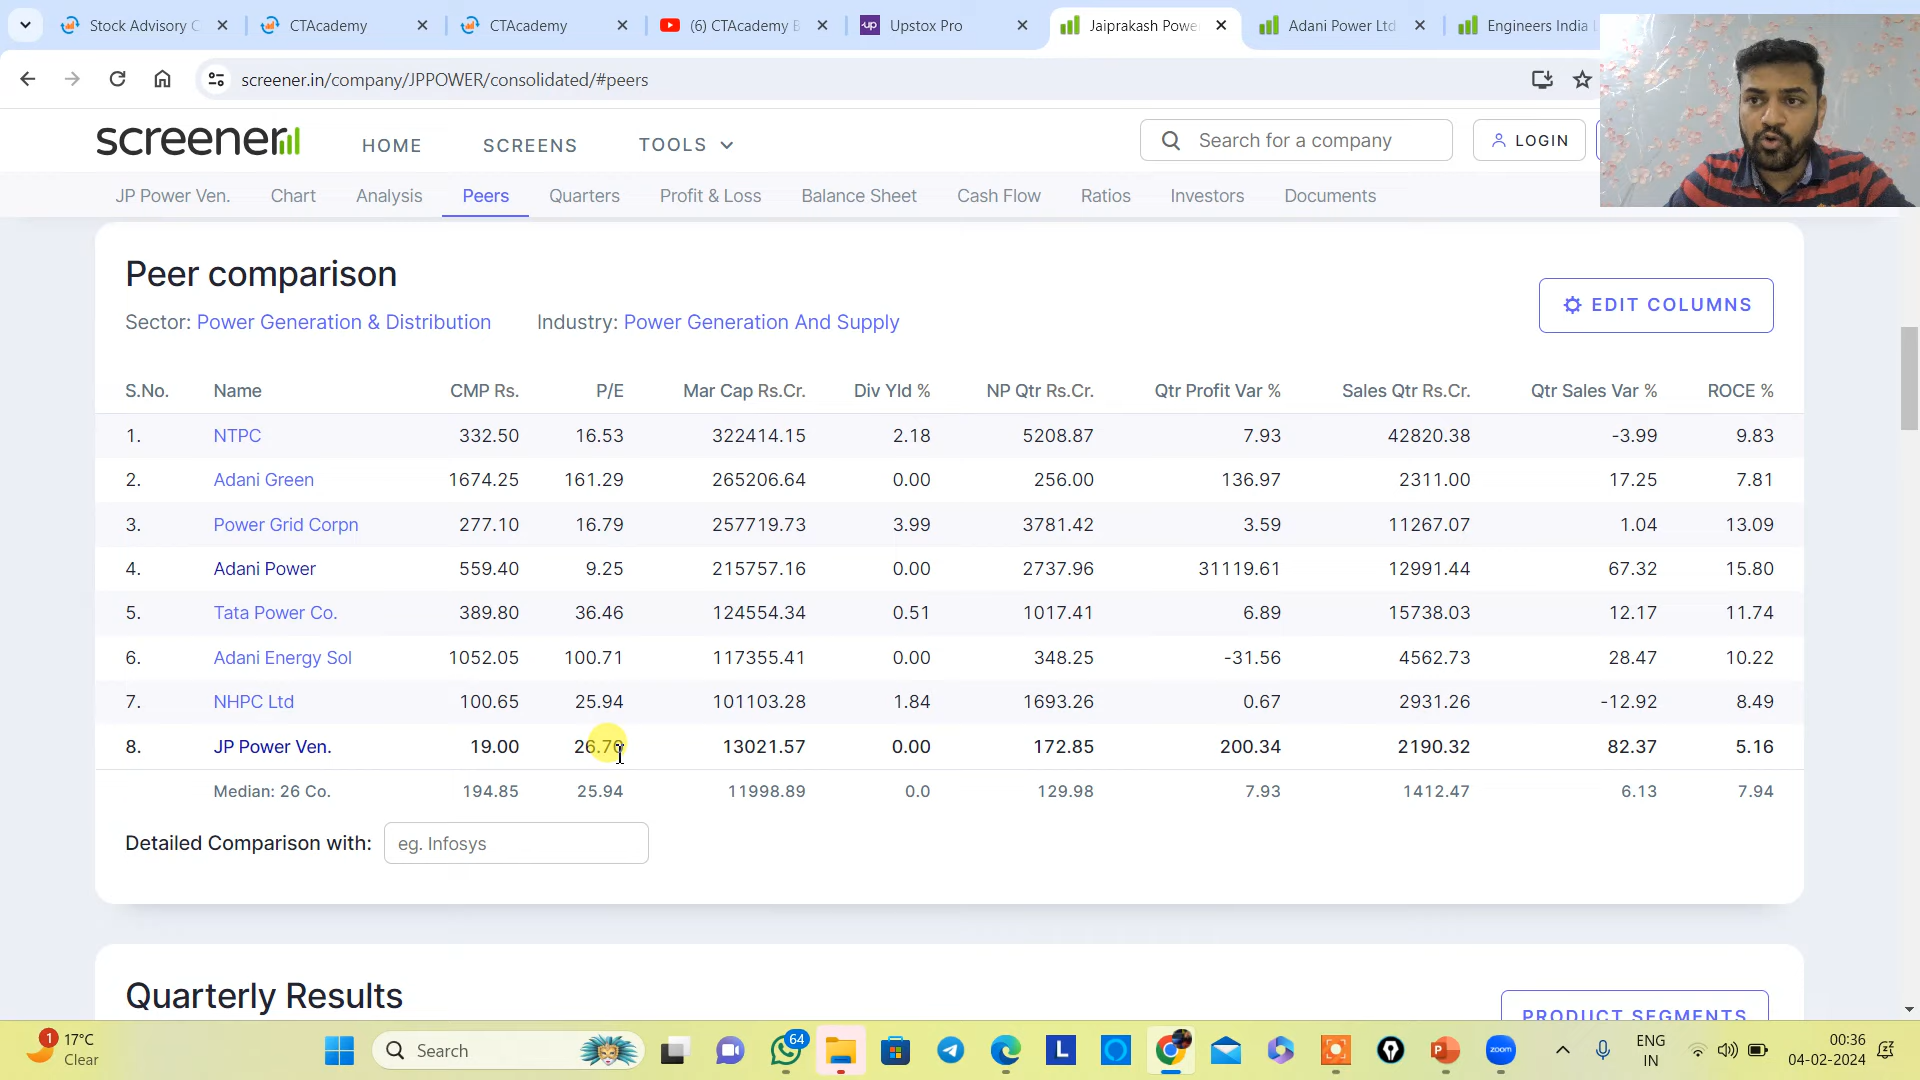 Stock Advisory C
CTAcademy
CTAcademy
(6) CTAcademy B
Upstox Pro
Jaiprakash Powe
Adani Power Ltd
Engineers India L
screener.in/company/JPPOWER/consolidated/#peers
screener
HOME
SCREENS
TOOLS
Search for a company
LOGIN
JP Power Ven. Chart Analysis Peers Quarters Profit & Loss Balance Sheet Cash Flow Ratios Investors Documents
Peer comparison
EDIT COLUMNS
Sector: Power Generation & Distribution Industry: Power Generation And Supply
S.No. Name CMP Rs. P/E Mar Cap Rs.Cr. Div Yld % NP Qtr Rs.Cr. Qtr Profit Var % Sales Qtr Rs.Cr. Qtr Sales Var % ROCE %
1. NTPC 332.50 16.53 322414.15 2.18 5208.87 7.93 42820.38 -3.99 9.83
2. Adani Green 1674.25 161.29 265206.64 0.00 256.00 136.97 2311.00 17.25 7.81
3. Power Grid Corpn 277.10 16.79 257719.73 3.99 3781.42 3.59 11267.07 1.04 13.09
4. Adani Power 559.40 9.25 215757.16 0.00 2737.96 31119.61 12991.44 67.32 15.80
5. Tata Power Co. 389.80 36.46 124554.34 0.51 1017.41 6.89 15738.03 12.17 11.74
6. Adani Energy Sol 1052.05 100.71 117355.41 0.00 348.25 -31.56 4562.73 28.47 10.22
7. NHPC Ltd 100.65 25.94 101103.28 1.84 1693.26 0.67 2931.26 -12.92 8.49
8. JP Power Ven. 19.00 26.70 13021.57 0.00 172.85 200.34 2190.32 82.37 5.16
Median: 26 Co. 194.85 25.94 11998.89 0.0 129.98 7.93 1412.47 6.13 7.94
Detailed Comparison with: eg. Infosys
Quarterly Results
PRODUCT SEGMENTS
1
17°C
Clear
Search
64
L
zoom
ENG
IN
00:36
04-02-2024